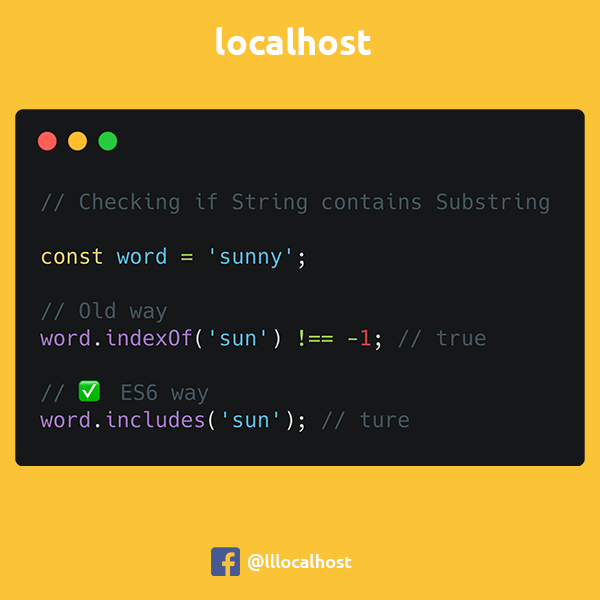 localhost
// Checking if String contains Substring
const word = 'sunny';
// Old way
word.indexOf('sun') !== -1; // true
// ✅ ES6 way
word.includes('sun'); // ture
@lllocalhost